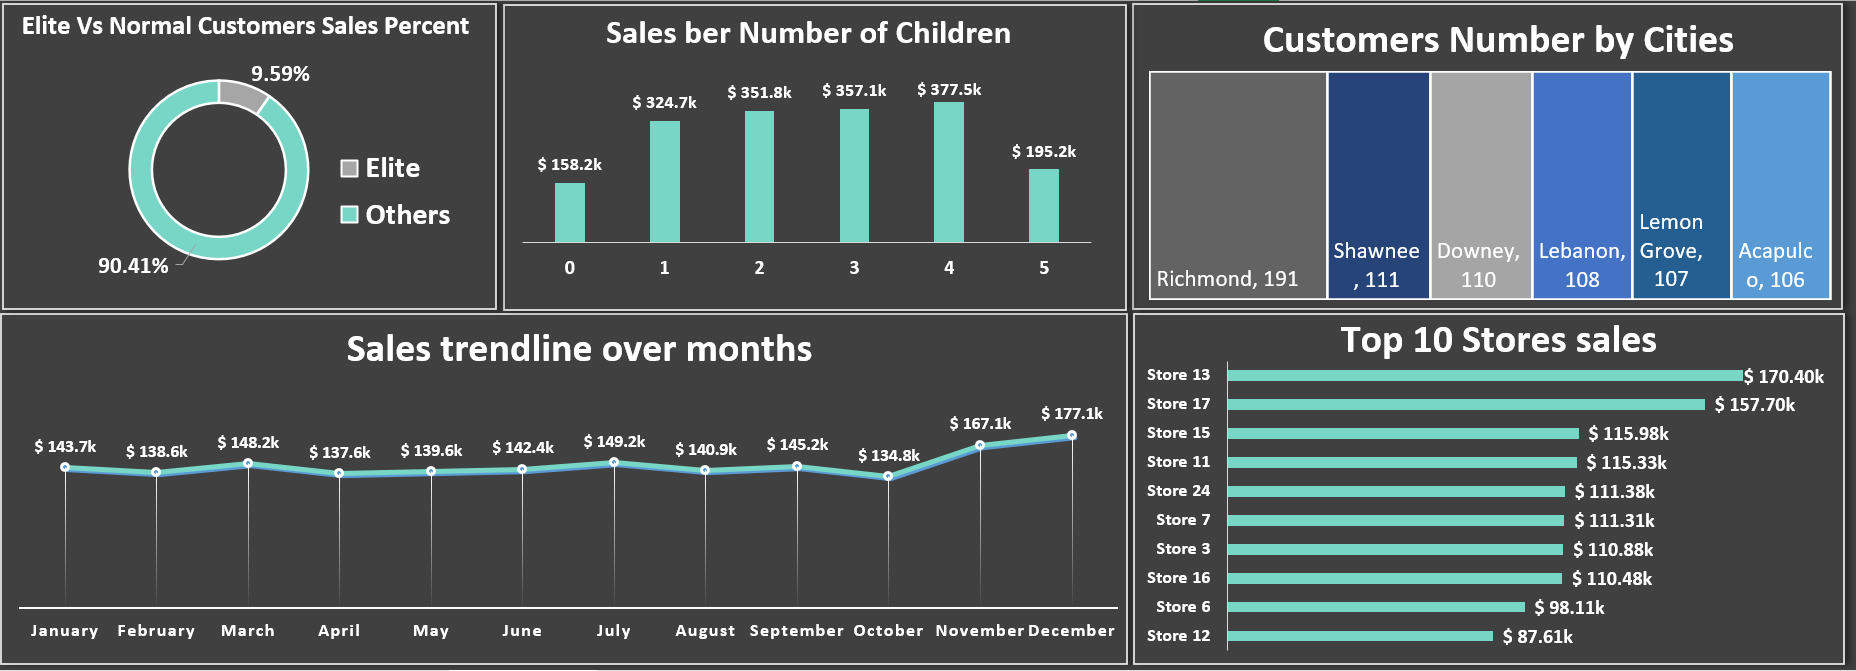 Elite Vs Normal Customers Sales Percent
9.59%
Elite
Others
90.41%
Sales ber Number of Children
$ 158.2k
$ 324.7k
$ 351.8k
$ 357.1k
$ 377.5k
$ 195.2k
0
1
2
3
4
5
Customers Number by Cities
Richmond, 191
Shawnee
, 111
Downey,
110
Lebanon,
108
Lemon
Grove,
107
Acapulc
o, 106
Sales trendline over months
$ 143.7k
$ 138.6k
$ 148.2k
$ 137.6k
$ 139.6k
$ 142.4k
$ 149.2k
$ 140.9k
$ 145.2k
$ 134.8k
$ 167.1k
$ 177.1k
January
February
March
April
May
June
July
August
September
October
November
December
Top 10 Stores sales
Store 13 $ 170.40k
Store 17 $ 157.70k
Store 15 $ 115.98k
Store 11 $ 115.33k
Store 24 $ 111.38k
Store 7 $ 111.31k
Store 3 $ 110.88k
Store 16 $ 110.48k
Store 6 $ 98.11k
Store 12 $ 87.61k